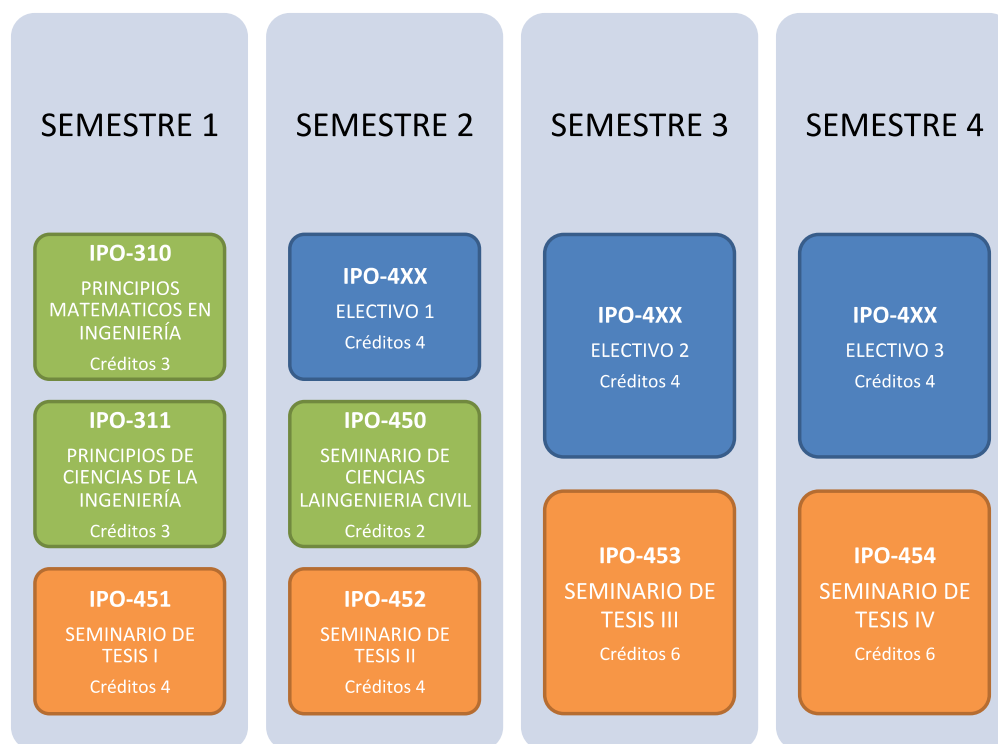 SEMESTRE 1
IPO-310
PRINCIPIOS
MATEMATICOS EN
INGENIERÍA
Créditos 3
IPO-311
PRINCIPIOS DE
CIENCIAS DE LA
INGENIERÍA
Créditos 3
IPO-451
SEMINARIO DE
TESIS I
Créditos 4
SEMESTRE 2
IPO-4XX
ELECTIVO 1
Créditos 4
IPO-450
SEMINARIO DE
CIENCIAS
LAINGENIERIA CIVIL
Créditos 2
IPO-452
SEMINARIO DE
TESIS II
Créditos 4
SEMESTRE 3
IPO-4XX
ELECTIVO 2
Créditos 4
IPO-453
SEMINARIO DE
TESIS III
Créditos 6
SEMESTRE 4
IPO-4XX
ELECTIVO 3
Créditos 4
IPO-454
SEMINARIO DE
TESIS IV
Créditos 6